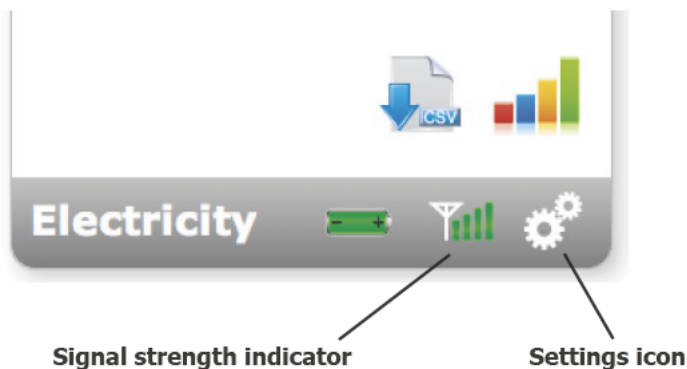 CSV
Electricity
Signal strength indicator
Settings icon